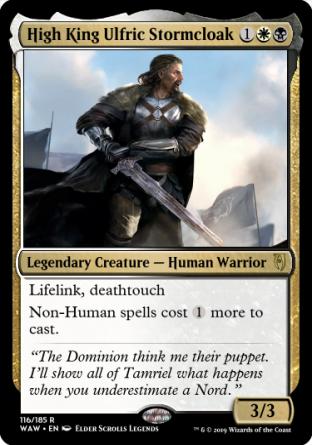 High King Ulfric Stormcloak 1
Legendary Creature — Human Warrior
Lifelink, deathtouch
Non-Human spells cost 1 more to
cast.
"The Dominion think me their puppet.
I'll show all of Tamriel what happens
when you underestimate a Nord."
3/3
116/185 R
WAW • EN ELDER SCROLLS LEGENDS
™ & © 2019 Wizards of the Coast